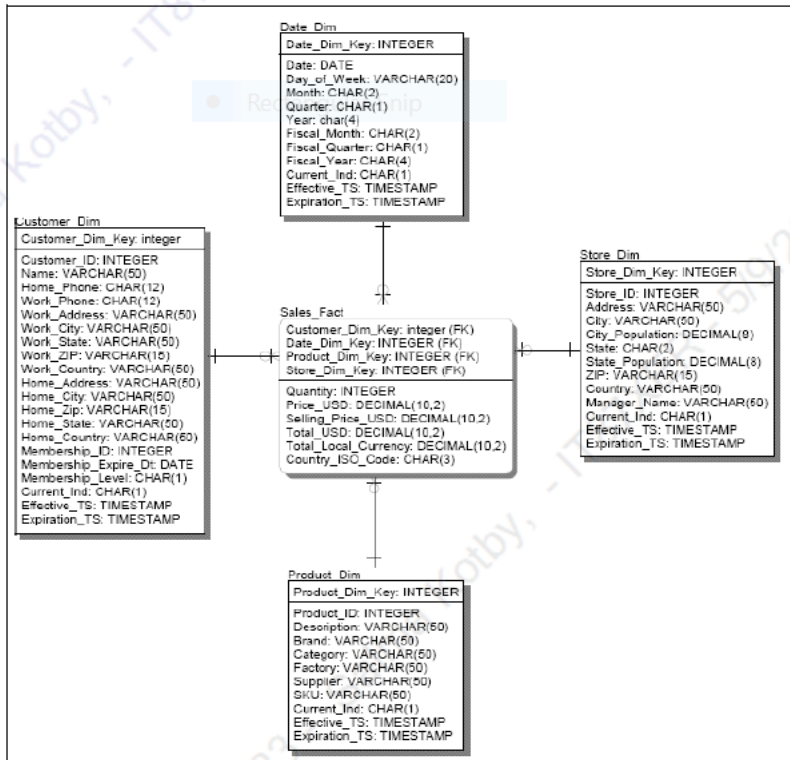 Date_Dim
Date_Dim_Key: INTEGER
Date: DATE
Day_of_Week: VARCHAR(20)
Month: CHAR(2)
Quarter: CHAR(1)
Year: char(4)
Fiscal_Month: CHAR(2)
Fiscal_Quarter: CHAR(1)
Fiscal_Year: CHAR(4)
Current_Ind: CHAR(1)
Effective_TS: TIMESTAMP
Expiration_TS: TIMESTAMP
Customer_Dim
Customer_Dim_Key: integer
Customer_ID: INTEGER
Name: VARCHAR(50)
Home_Phone: CHAR(12)
Work_Phone: CHAR(12)
Work_Address: VARCHAR(50)
Work_City: VARCHAR(50)
Work_State: VARCHAR(50)
Work_ZIP: VARCHAR(15)
Work_Country: VARCHAR(50)
Home_Address: VARCHAR(50)
Home_City: VARCHAR(50)
Home_Zip: VARCHAR(15)
Home_State: VARCHAR(50)
Home_Country: VARCHAR(50)
Membership_ID: INTEGER
Membership_Expire_Dt: DATE
Membership_Level: CHAR(1)
Current_Ind: CHAR(1)
Effective_TS: TIMESTAMP
Expiration_TS: TIMESTAMP
Sales_Fact
Customer_Dim_Key: integer (FK)
Date_Dim_Key: INTEGER (FK)
Product_Dim_Key: INTEGER (FK)
Store_Dim_Key: INTEGER (FK)
Quantity: INTEGER
Price_USD: DECIMAL(10,2)
Selling_Price_USD: DECIMAL(10,2)
Total_USD: DECIMAL(10,2)
Total_Local_Currency: DECIMAL(10,2)
Country_ISO_Code: CHAR(3)
Store_Dim
Store_Dim_Key: INTEGER
Store_ID: INTEGER
Address: VARCHAR(50)
City: VARCHAR(50)
City_Population: DECIMAL(8)
State: CHAR(2)
State_Population: DECIMAL(8)
ZIP: VARCHAR(15)
Country: VARCHAR(50)
Manager_Name: VARCHAR(50)
Current_Ind: CHAR(1)
Effective_TS: TIMESTAMP
Expiration_TS: TIMESTAMP
Product_Dim
Product_Dim_Key: INTEGER
Product_ID: INTEGER
Description: VARCHAR(50)
Brand: VARCHAR(50)
Category: VARCHAR(50)
Factory: VARCHAR(50)
Supplier: VARCHAR(50)
SKU: VARCHAR(50)
Current_Ind: CHAR(1)
Effective_TS: TIMESTAMP
Expiration_TS: TIMESTAMP
Kotby, - IT8
Kotby, - IT
5/9/2